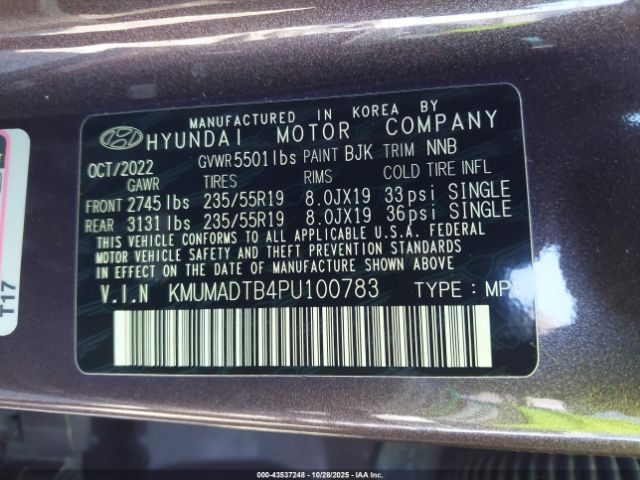 MANUFACTURED IN KOREA BY
HYUNDAI MOTOR COMPANY
OCT/2022 GVWR 5501lbs PAINT BJK TRIM NNB
GAWR TIRES RIMS COLD TIRE INFL
FRONT 2745 lbs 235/55R19 8.0JX19 33 psi SINGLE
REAR 3131 lbs 235/55R19 8.0JX19 36 psi SINGLE
THIS VEHICLE CONFORMS TO ALL APPLICABLE U.S.A. FEDERAL
MOTOR VEHICLE SAFETY AND THEFT PREVENTION STANDARDS
IN EFFECT ON THE DATE OF MANUFACTURE SHOWN ABOVE
V.I.N KMUMADTB4PU100783 TYPE : MPV
T17
000-43537248 - 10/28/2025 - IAA, Inc.